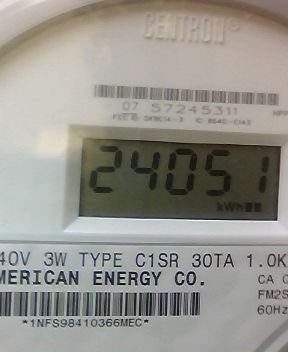 CENTRON®
07 57245311
24051
kWh
40V 3W TYPE C1SR 30TA 1.0K
MERICAN ENERGY CO.
CA
FM2S
60Hz
*1NFS98410366MEC*